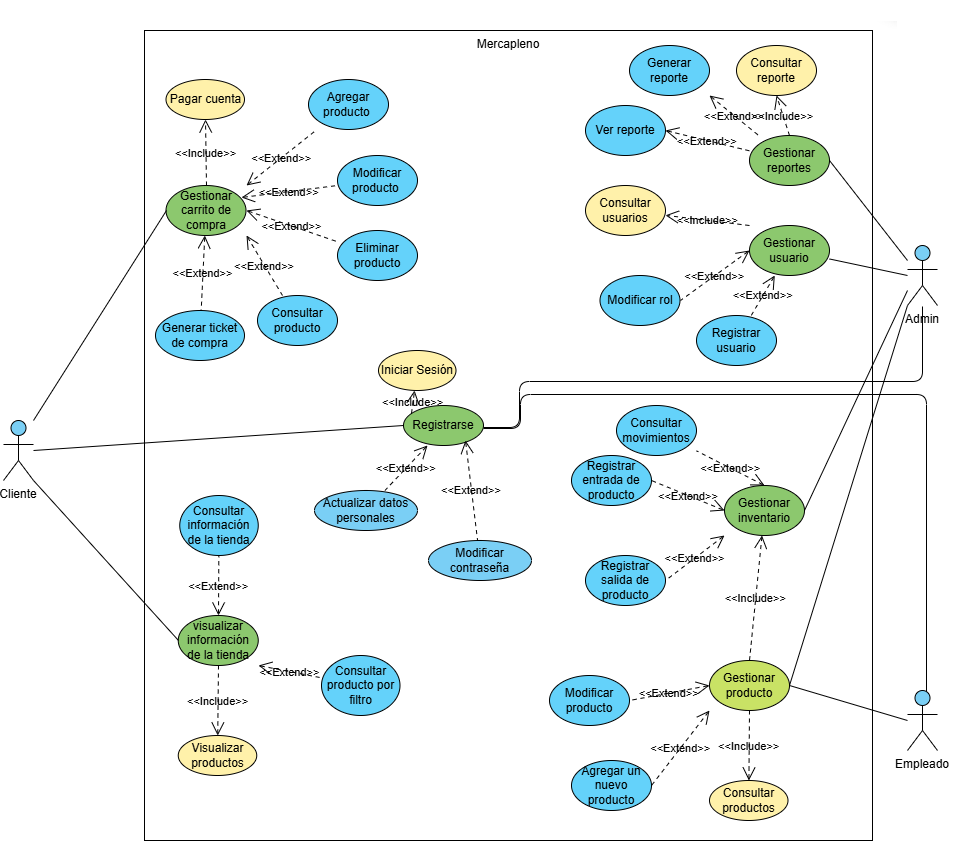 Mercapleno
Pagar cuenta
<<Include>>
Agregar
producto
<<Extend>>
Modificar
producto
<<Extend>>
Gestionar
carrito de
compra
<<Extend>>
Eliminar
producto
<<Extend>>
<<Extend>>
Generar ticket
de compra
Consultar
producto
Generar
reporte
Consultar
reporte
<<Extend>>
<<Include>>
Ver reporte
<<Extend>>
Gestionar
reportes
Consultar
usuarios
<<Include>>
Gestionar
usuario
Modificar rol
<<Extend>>
<<Extend>>
Registrar
usuario
Admin
Iniciar Sesión
<<Include>>
Registrarse
<<Extend>>
<<Extend>>
Actualizar datos
personales
Modificar
contraseña
Cliente
Consultar
información
de la tienda
<<Extend>>
visualizar
información
de la tienda
<<Extend>>
Consultar
producto por
filtro
<<Include>>
Visualizar
productos
Consultar
movimientos
<<Extend>>
Registrar
entrada de
producto
<<Extend>>
Gestionar
inventario
Registrar
salida de
producto
<<Extend>>
<<Include>>
Gestionar
producto
Modificar
producto
<<Extend>>
<<Extend>>
<<Include>>
Agregar un
nuevo
producto
Consultar
productos
Empleado